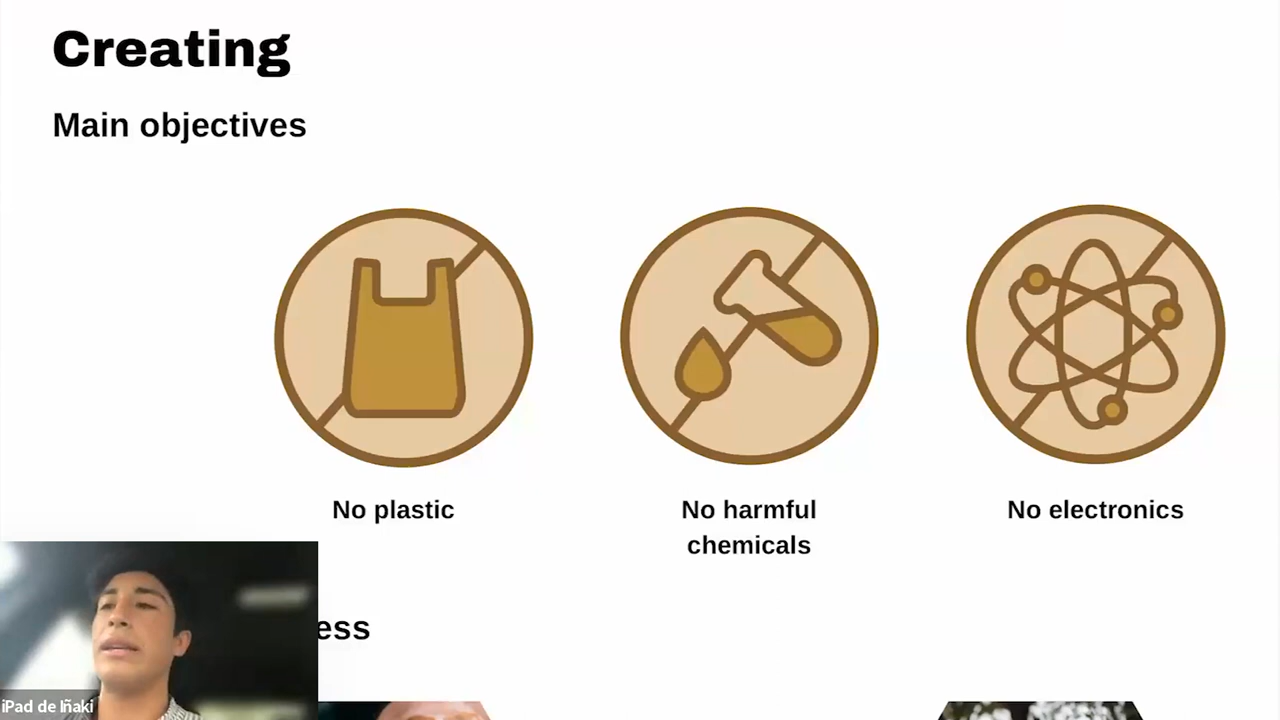 Creating
Main objectives
No plastic
No harmful
chemicals
No electronics
ess
iPad de Iñaki